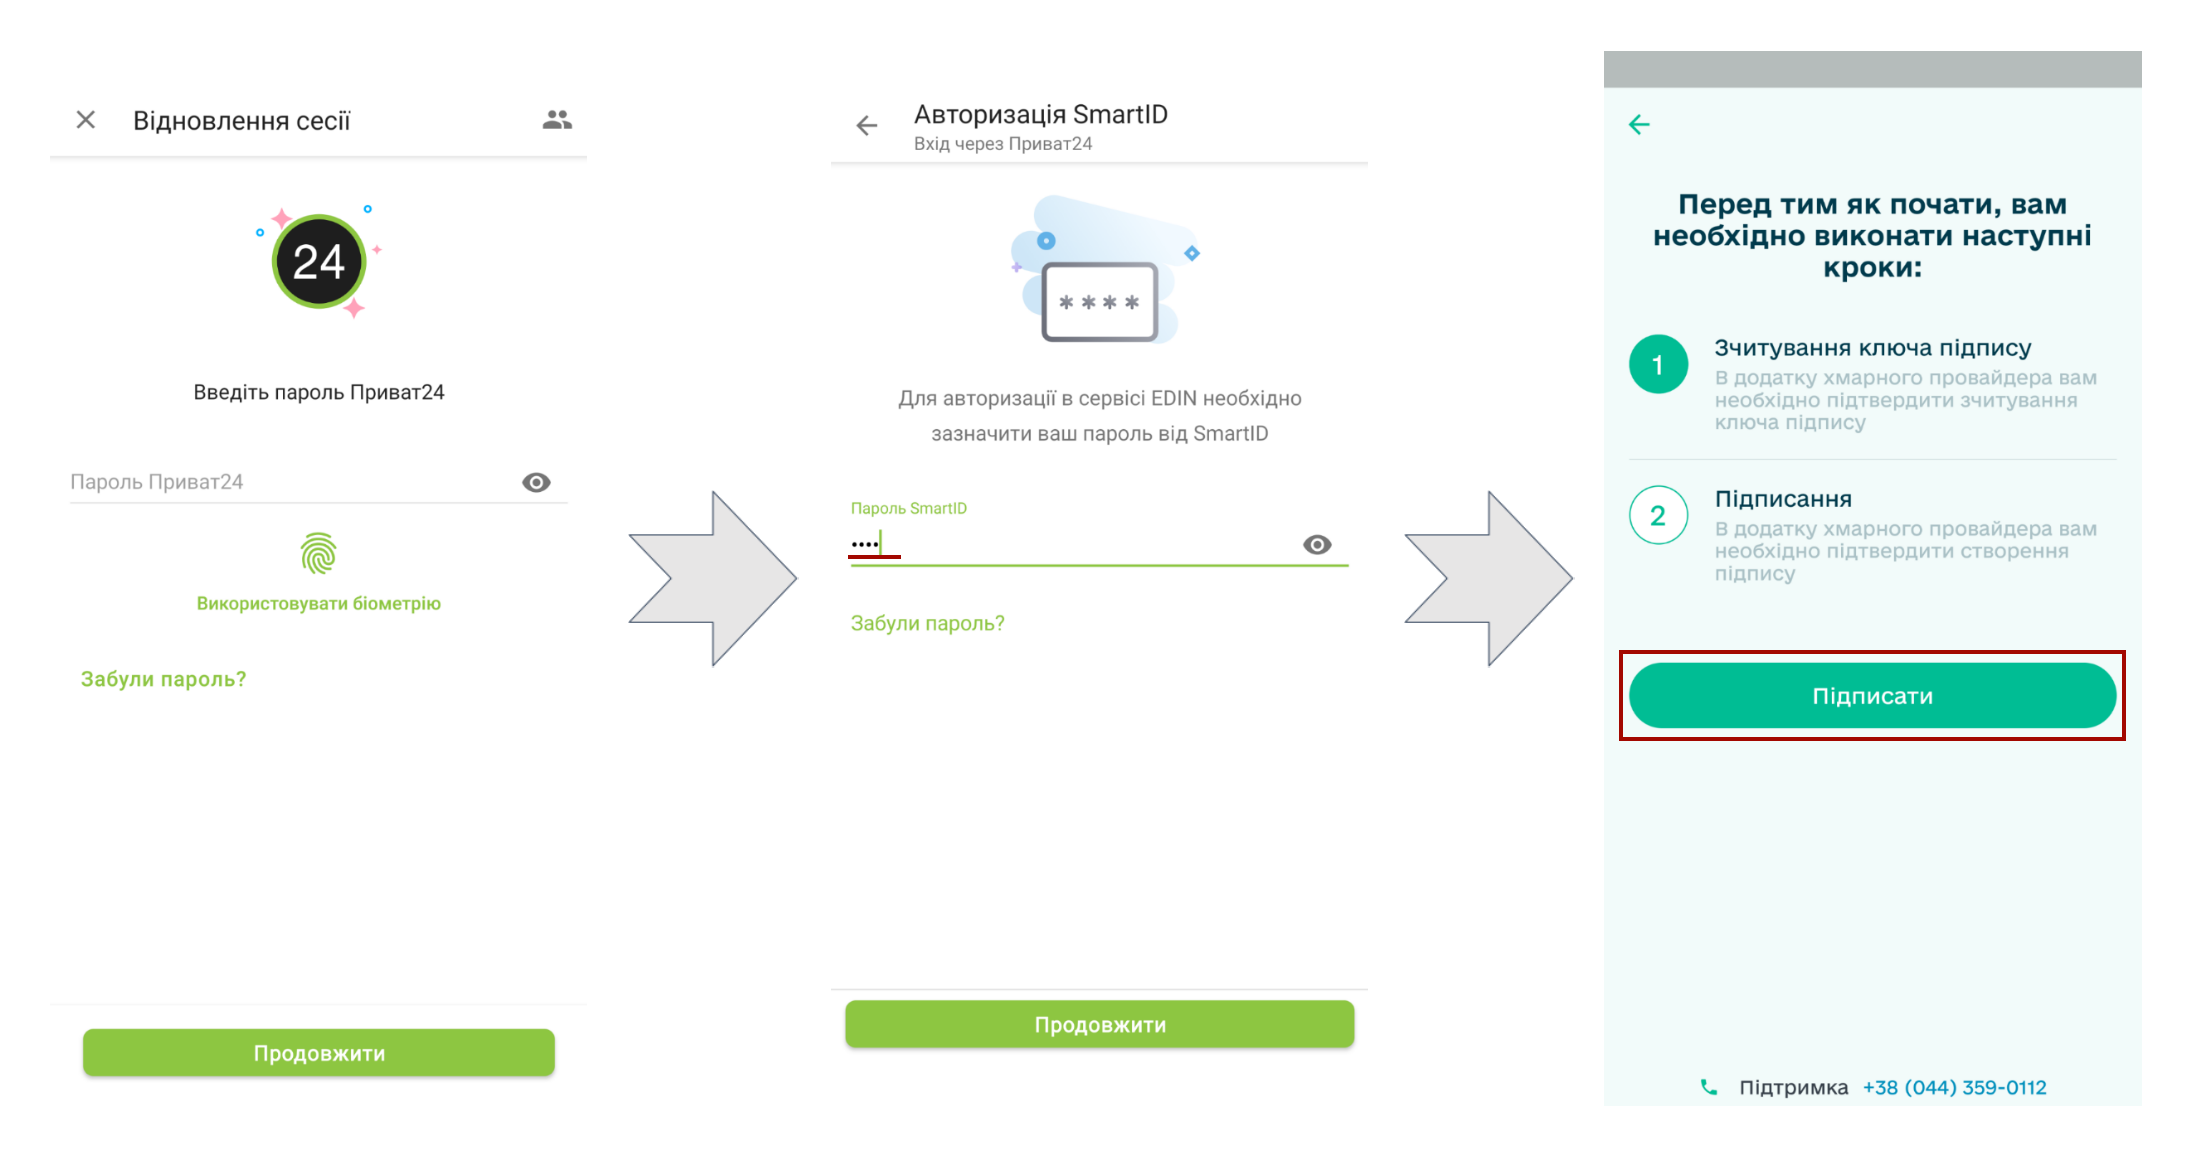 Відновлення сесії
24
Введіть пароль Приват24
Пароль Приват24
Використовувати біометрію
Забули пароль?
Продовжити
Авторизація SmartID
Вхід через Приват24
* * * *
Для авторизації в сервісі EDIN необхідно
зазначити ваш пароль від SmartID
Пароль SmartID
••••
Забули пароль?
Продовжити
Перед тим як почати, вам
необхідно виконати наступні
кроки:
1
Зчитування ключа підпису
В додатку хмарного провайдера вам
необхідно підтвердити зчитування
ключа підпису
2
Підписання
В додатку хмарного провайдера вам
необхідно підтвердити створення
підпису
Підписати
Підтримка +38 (044) 359-0112